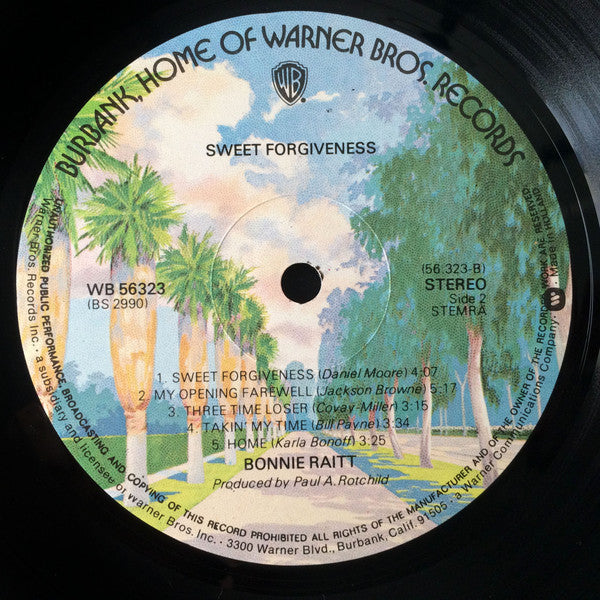 BURBANK, HOME OF WARNER BROS. RECORDS
WB
SWEET FORGIVENESS
WB 56323
(BS 2990)
(56.323-B)
STEREO
Side 2
STEMRA
1. SWEET FORGIVENESS (Daniel Moore) 4:07
2. MY OPENING FAREWELL (Jackson Browne) 5:17
3. THREE TIME LOSER (Covay-Miller) 3:15
4. TAKIN' MY TIME (Bill Payne) 3:34
5. HOME (Karla Bonoff) 3:25
BONNIE RAITT
Produced by Paul A. Rotchild
UNAUTHORIZED PUBLIC PERFORMANCE, BROADCASTING AND COPYING OF THIS RECORD PROHIBITED ALL RIGHTS OF THE MANUFACTURER AND OF THE OWNER OF THE RECORDED WORK ARE RESERVED
Warner Bros. Records Inc. • a subsidiary and licensee of Warner Bros. Inc. • 3300 Warner Blvd., Burbank, Calif. 91505 • a Warner Communications Company. • Made in Holland